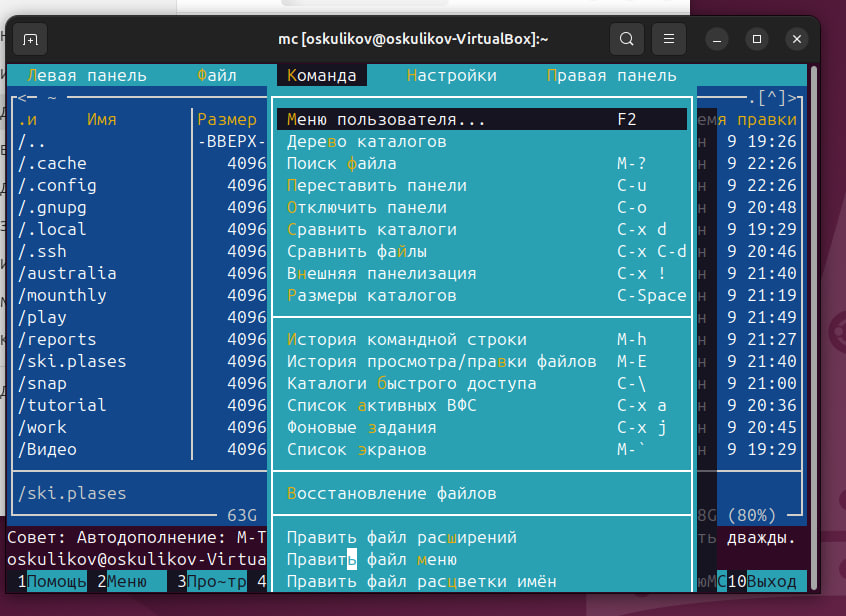 mc [oskulikov@oskulikov-VirtualBox]:~
Левая панель Файл Команда Настройки Правая панель
<─ ~ .[^]>
.и Имя Размер Меню пользователя... F2 емя правки
/.. -ВВЕРХ- Дерево каталогов н 9 19:26
/.cache 4096 Поиск файла M-? н 9 22:26
/.config 4096 Переставить панели C-u н 9 22:26
/.gnupg 4096 Отключить панели C-o н 9 20:48
/.local 4096 Сравнить каталоги C-x d н 9 19:29
/.ssh 4096 Сравнить файлы C-x C-d н 9 20:46
/australia 4096 Внешняя панелизация C-x ! н 9 21:40
/mounthly 4096 Размеры каталогов C-Space н 9 21:19
/play 4096 н 9 21:49
/reports 4096 История командной строки M-h н 9 21:27
/ski.plases 4096 История просмотра/правки файлов M-E н 9 21:40
/snap 4096 Каталоги быстрого доступа C-\ н 9 21:00
/tutorial 4096 Список активных ВФС C-x a н 9 20:36
/work 4096 Фоновые задания C-x j н 9 20:45
/Видео 4096 Список экранов M-` н 9 19:29
/ski.plases Восстановление файлов
63G 8G (80%)
Совет: Автодополнение: M-T Править файл расширений ть дважды.
oskulikov@oskulikov-Virtua Править файл меню
1Помощь 2Меню 3Про~тр 4 Править файл расцветки имён юМС10Выход